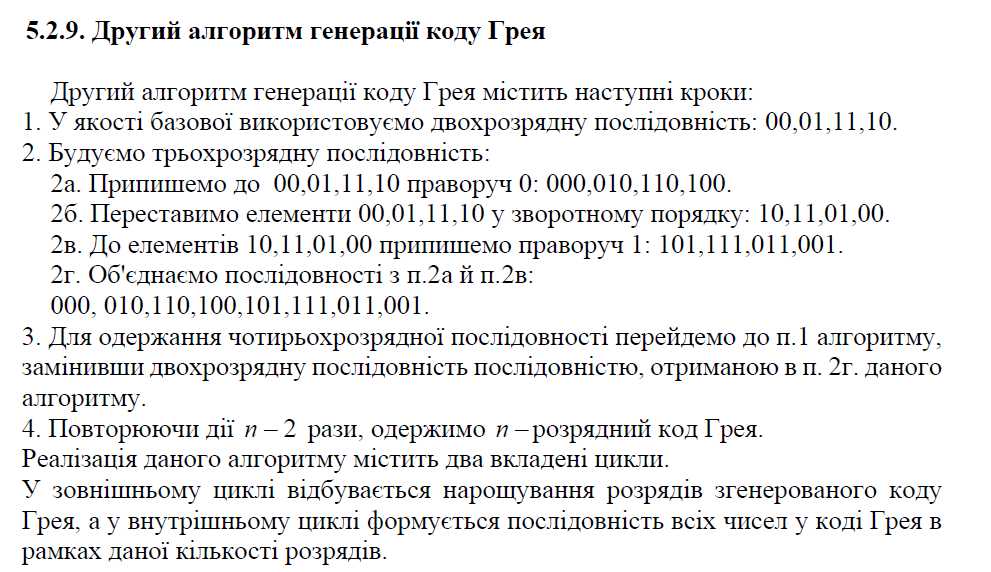 5.2.9. Другий алгоритм генерації коду Грея
Другий алгоритм генерації коду Грея містить наступні кроки:
1. У якості базової використовуємо двохрозрядну послідовність: 00,01,11,10.
2. Будуємо трьохрозрядну послідовність:
2а. Припишемо до 00,01,11,10 праворуч 0: 000,010,110,100.
2б. Переставимо елементи 00,01,11,10 у зворотному порядку: 10,11,01,00.
2в. До елементів 10,11,01,00 припишемо праворуч 1: 101,111,011,001.
2г. Об'єднаємо послідовності з п.2а й п.2в:
000, 010,110,100,101,111,011,001.
3. Для одержання чотирьохрозрядної послідовності перейдемо до п.1 алгоритму,
замінивши двохрозрядну послідовність послідовністю, отриманою в п. 2г. даного
алгоритму.
4. Повторюючи дії n – 2 рази, одержимо n – розрядний код Грея.
Реалізація даного алгоритму містить два вкладені цикли.
У зовнішньому циклі відбувається нарощування розрядів згенерованого коду
Грея, а у внутрішньому циклі формується послідовність всіх чисел у коді Грея в
рамках даної кількості розрядів.